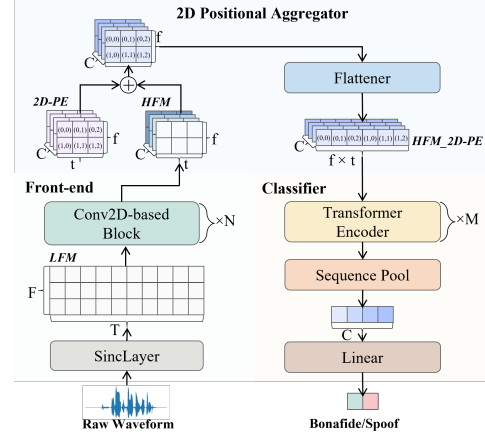 2D Positional Aggregator
(0,0) (0,1) (0,2)
(1,0) (1,1) (1,2)
f
C
Flattener
2D-PE
HFM
(0,0) (0,1) (0,2)
(1,0) (1,1) (1,2)
f
C
t
f
C
t
(0,0) (0,1) (0,2) (1,0) (1,1) (1,2)
HFM_2D-PE
C
f × t
Front-end
Classifier
Conv2D-based
Block
×N
Transformer
Encoder
×M
LFM
F
T
Sequence Pool
C
SincLayer
Linear
Raw Waveform
Bonafide/Spoof